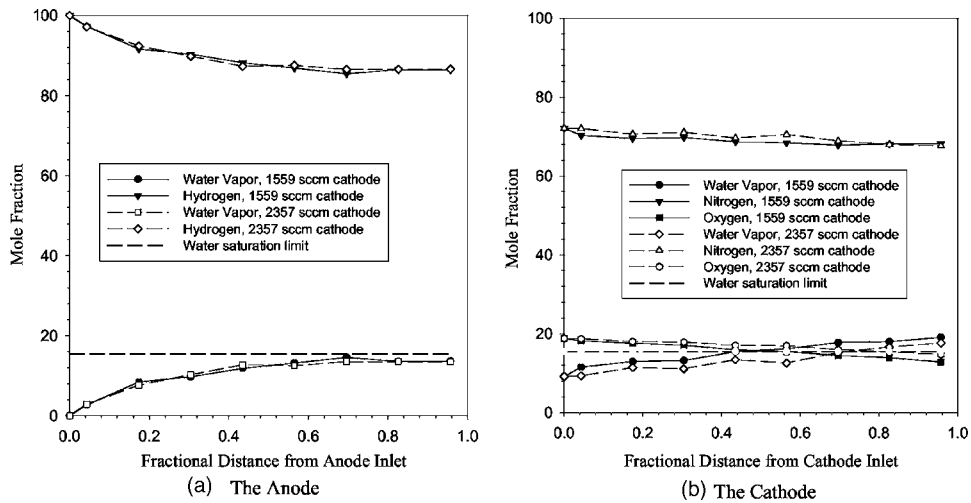 100
80
60
40
20
0
Mole Fraction
Water Vapor, 1559 sccm cathode
Hydrogen, 1559 sccm cathode
Water Vapor, 2357 sccm cathode
Hydrogen, 2357 sccm cathode
Water saturation limit
0.0 0.2 0.4 0.6 0.8 1.0
Fractional Distance from Anode Inlet
(a) The Anode
100
80
60
40
20
0
Mole Fraction
Water Vapor, 1559 sccm cathode
Nitrogen, 1559 sccm cathode
Oxygen, 1559 sccm cathode
Water Vapor, 2357 sccm cathode
Nitrogen, 2357 sccm cathode
Oxygen, 2357 sccm cathode
Water saturation limit
0.0 0.2 0.4 0.6 0.8 1.0
Fractional Distance from Cathode Inlet
(b) The Cathode